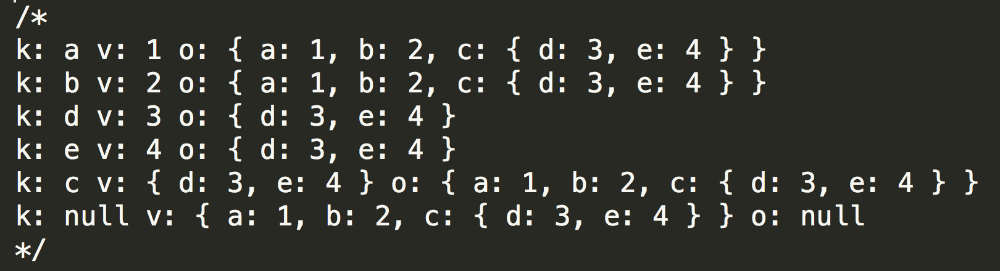 /*
k: a v: 1 o: { a: 1, b: 2, c: { d: 3, e: 4 } }
k: b v: 2 o: { a: 1, b: 2, c: { d: 3, e: 4 } }
k: d v: 3 o: { d: 3, e: 4 }
k: e v: 4 o: { d: 3, e: 4 }
k: c v: { d: 3, e: 4 } o: { a: 1, b: 2, c: { d: 3, e: 4 } }
k: null v: { a: 1, b: 2, c: { d: 3, e: 4 } } o: null
*/